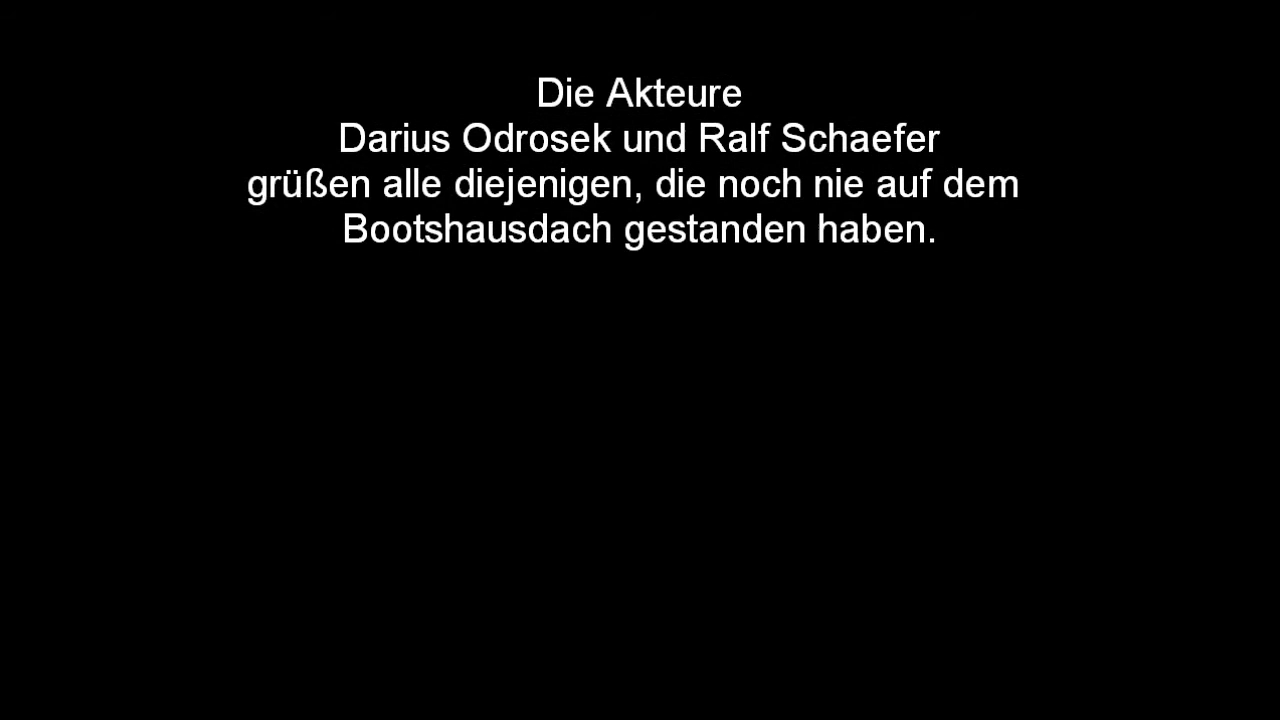 Die Akteure
Darius Odrosek und Ralf Schaefer
grüßen alle diejenigen, die noch nie auf dem
Bootshausdach gestanden haben.